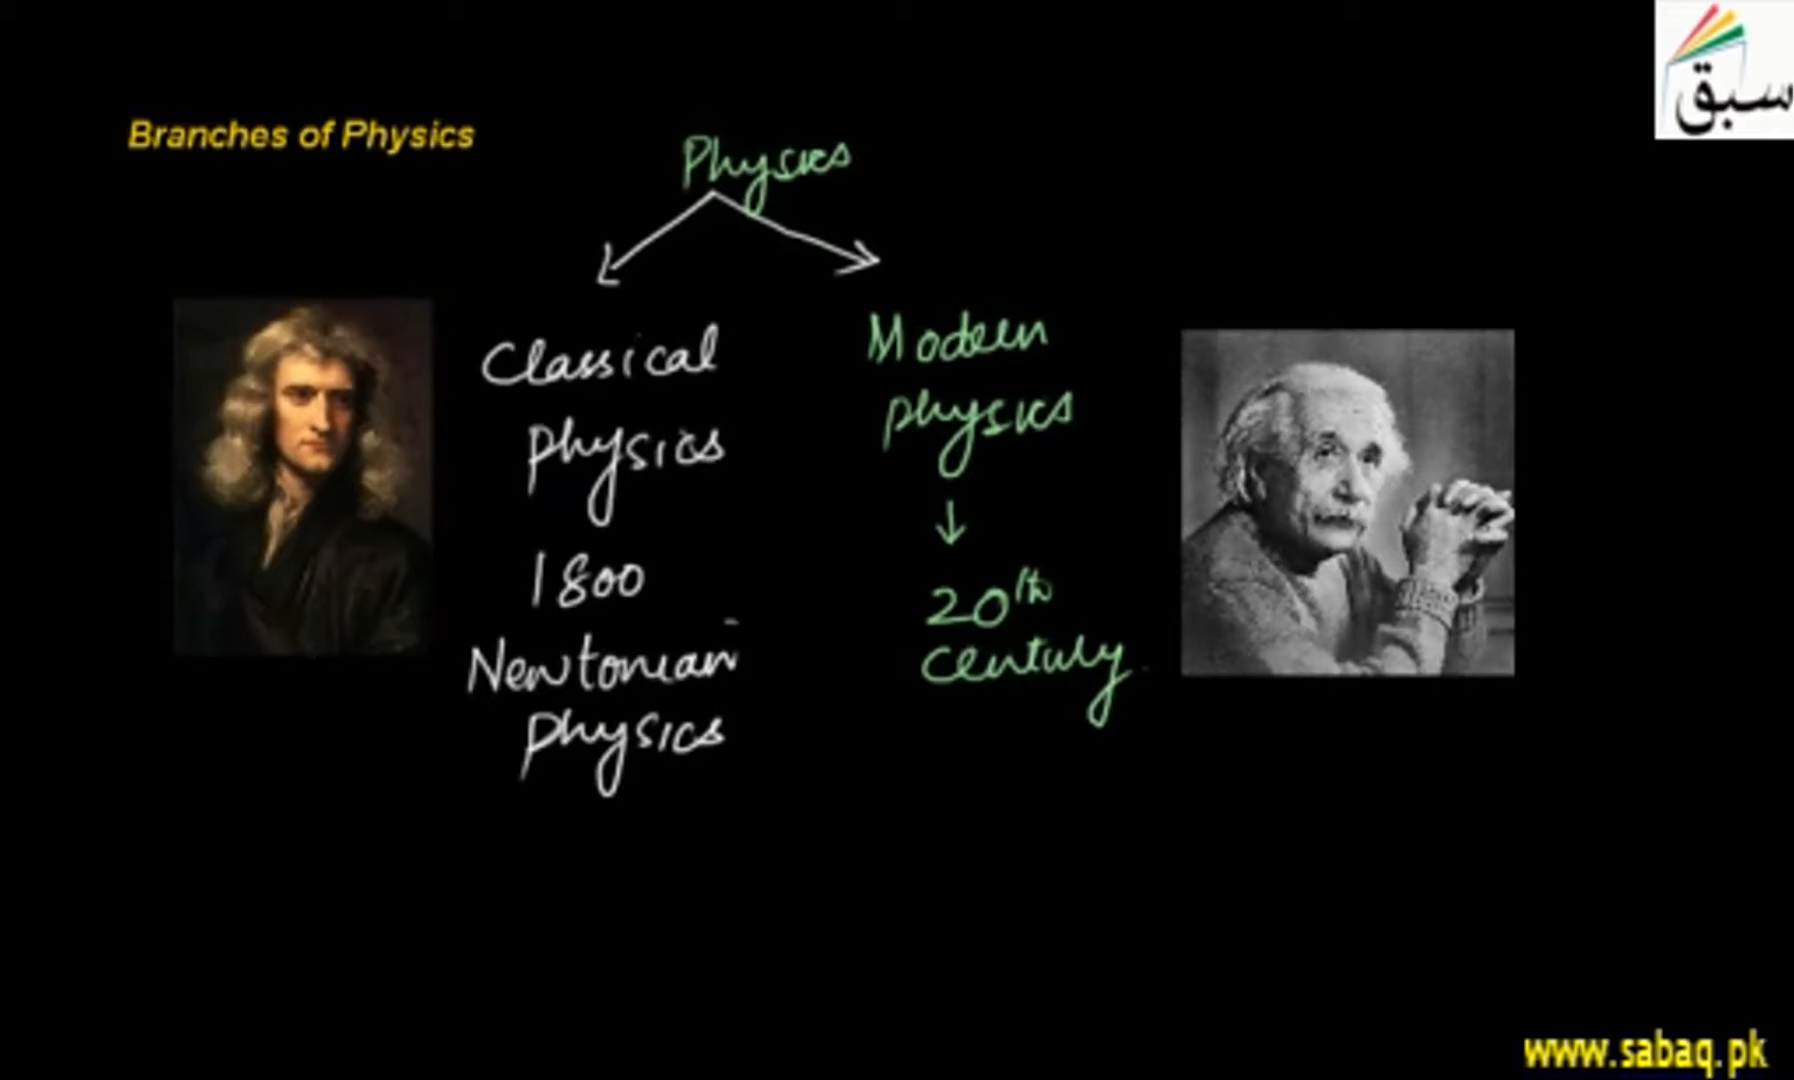 سبق
Branches of Physics
Physics
Classical
Physics
1800
Newtonian
Physics
Modern
Physics
20th
Century
www.sabaq.pk